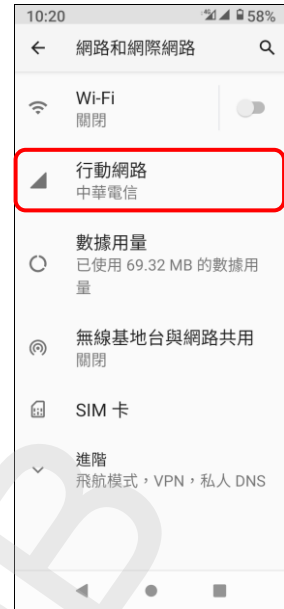 10:20 58%
網路和網際網路
Wi-Fi
關閉
行動網路
中華電信
數據用量
已使用 69.32 MB 的數據用
量
無線基地台與網路共用
關閉
SIM 卡
進階
飛航模式，VPN，私人 DNS